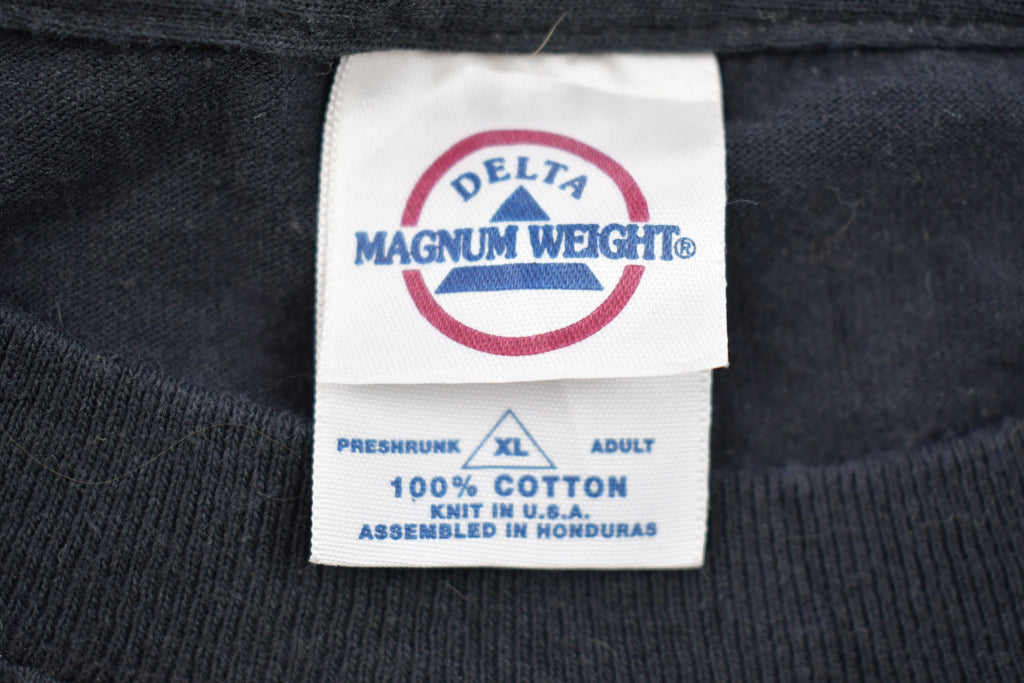 DELTA
MAGNUM WEIGHT®
PRESHRUNK XL ADULT
100% COTTON
KNIT IN U.S.A.
ASSEMBLED IN HONDURAS